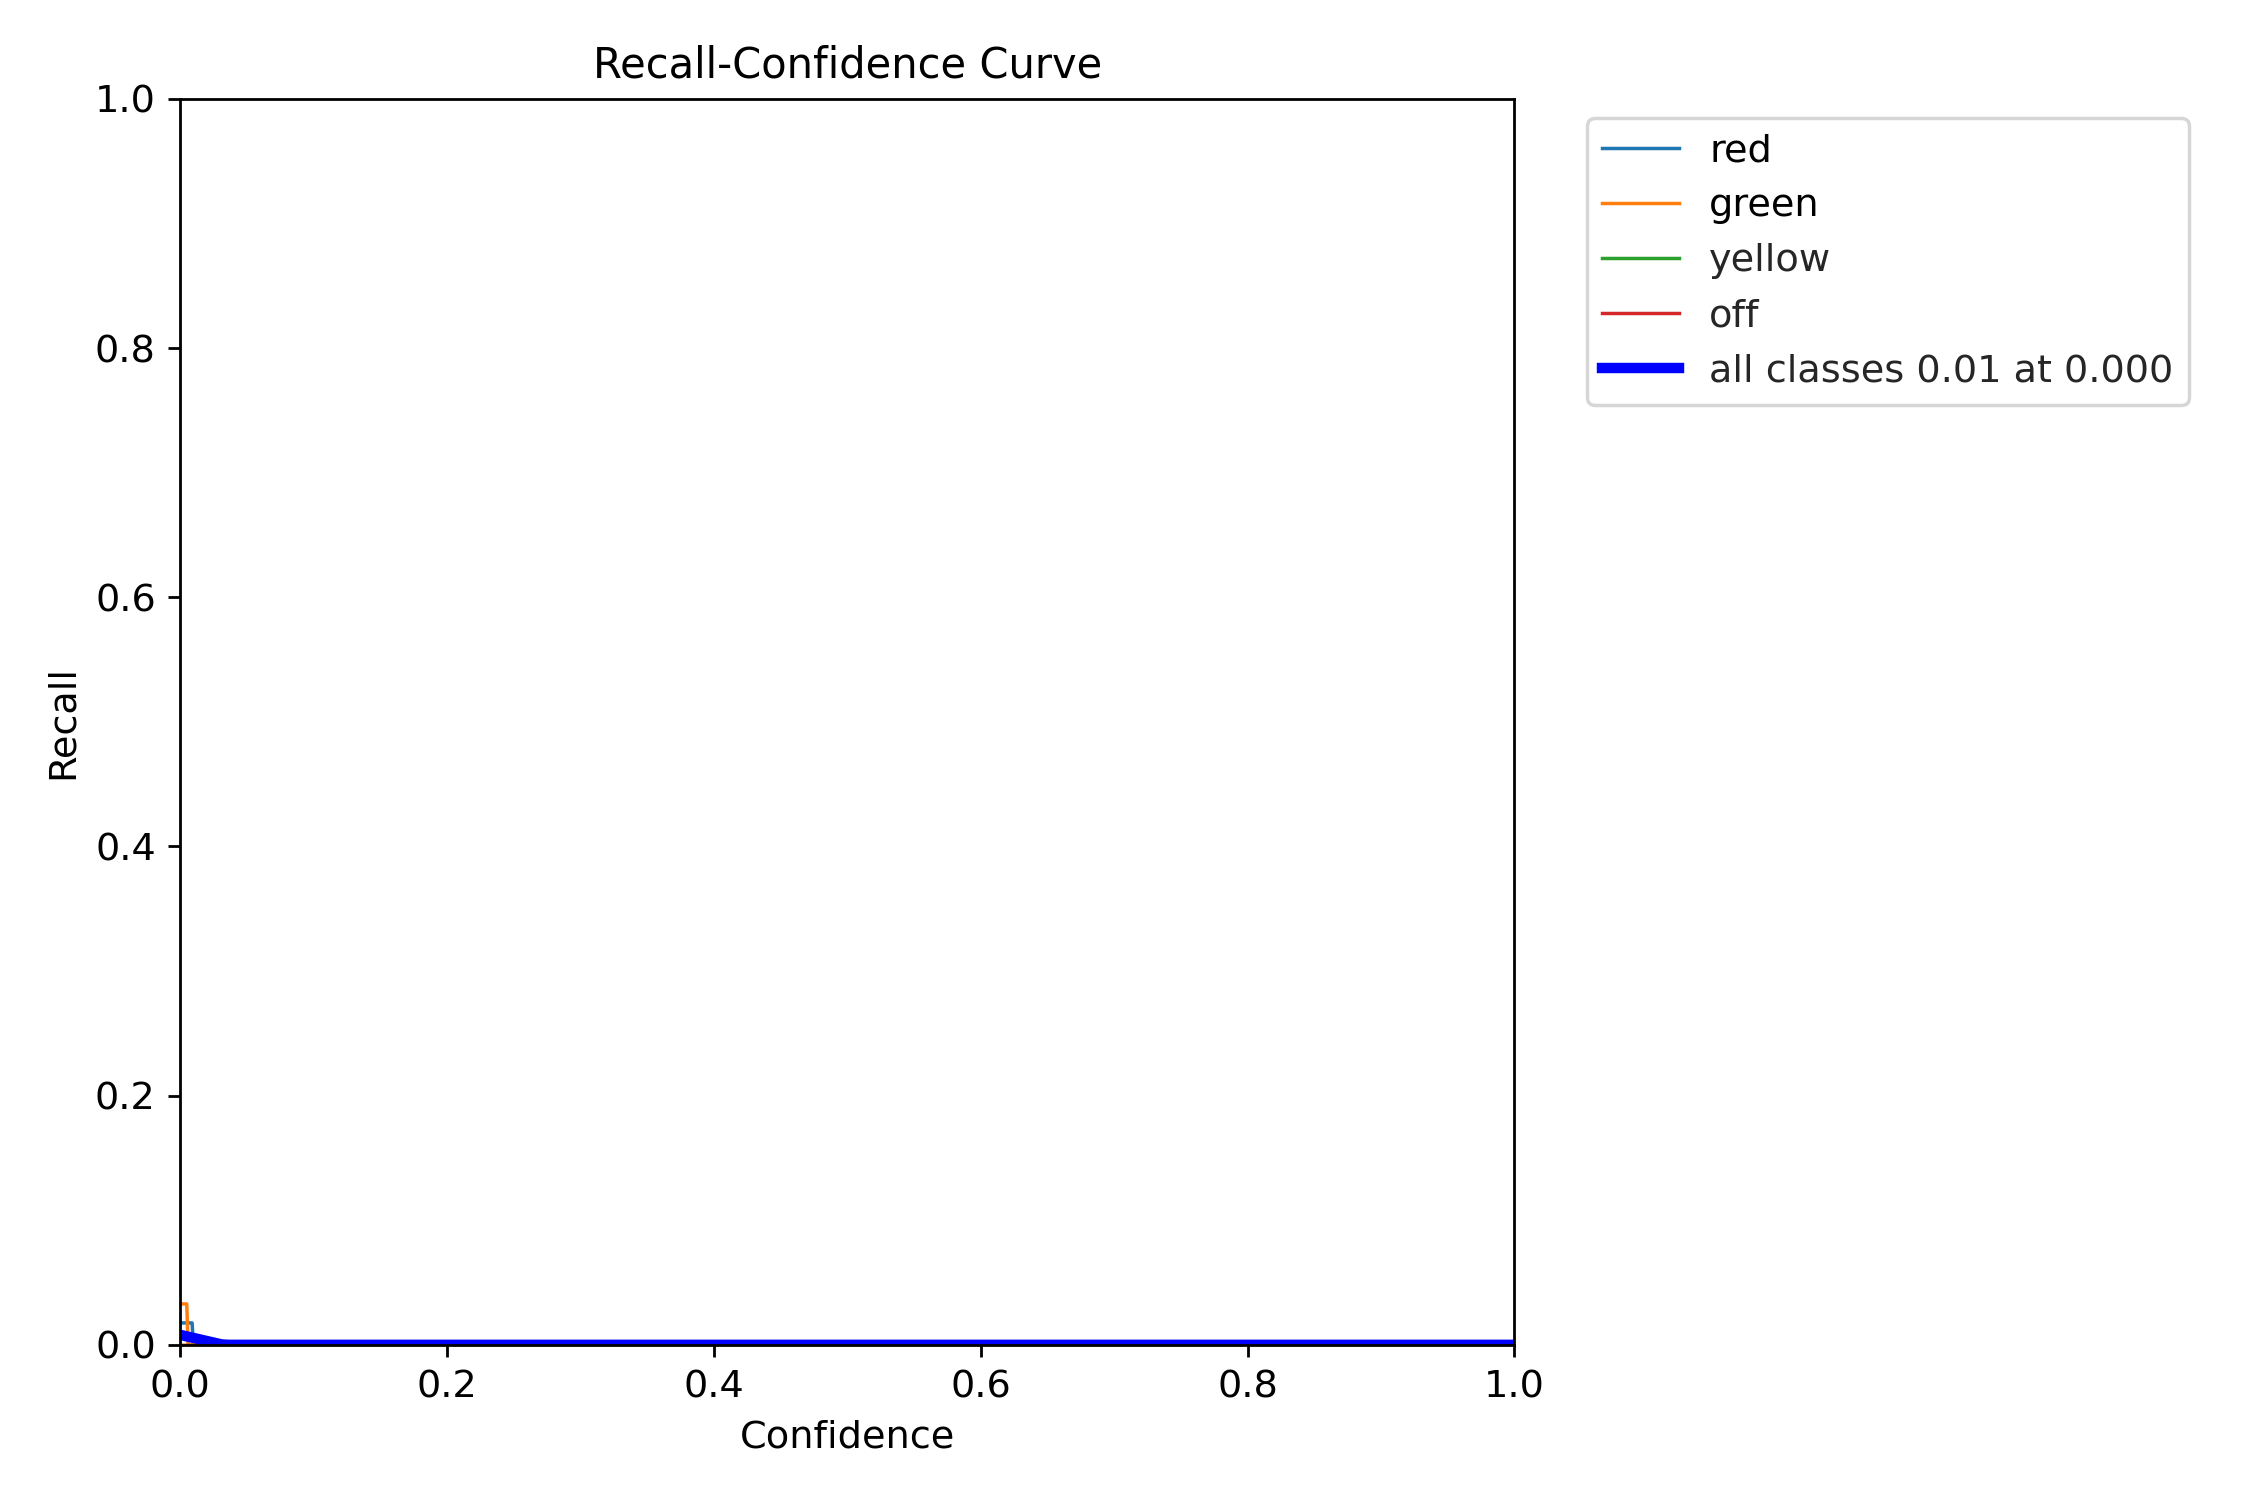 Recall-Confidence Curve
1.0
0.8
0.6
0.4
0.2
0.0
Recall
0.0 0.2 0.4 0.6 0.8 1.0
Confidence
red
green
yellow
off
all classes 0.01 at 0.000